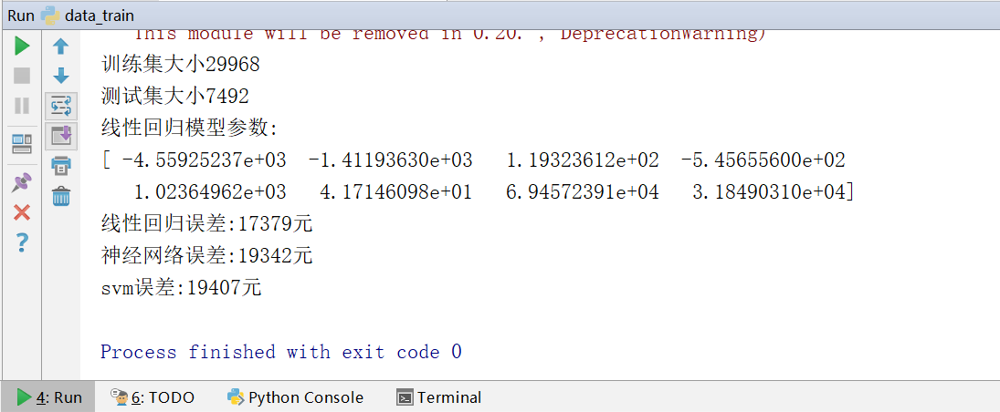 Run data_train
This module will be removed in 0.20.", DeprecationWarning)
训练集大小29968
测试集大小7492
线性回归模型参数:
[ -4.55925237e+03 -1.41193630e+03 1.19323612e+02 -5.45655600e+02
1.02364962e+03 4.17146098e+01 6.94572391e+04 3.18490310e+04]
线性回归误差:17379元
神经网络误差:19342元
svm误差:19407元
Process finished with exit code 0
4: Run 6: TODO Python Console Terminal